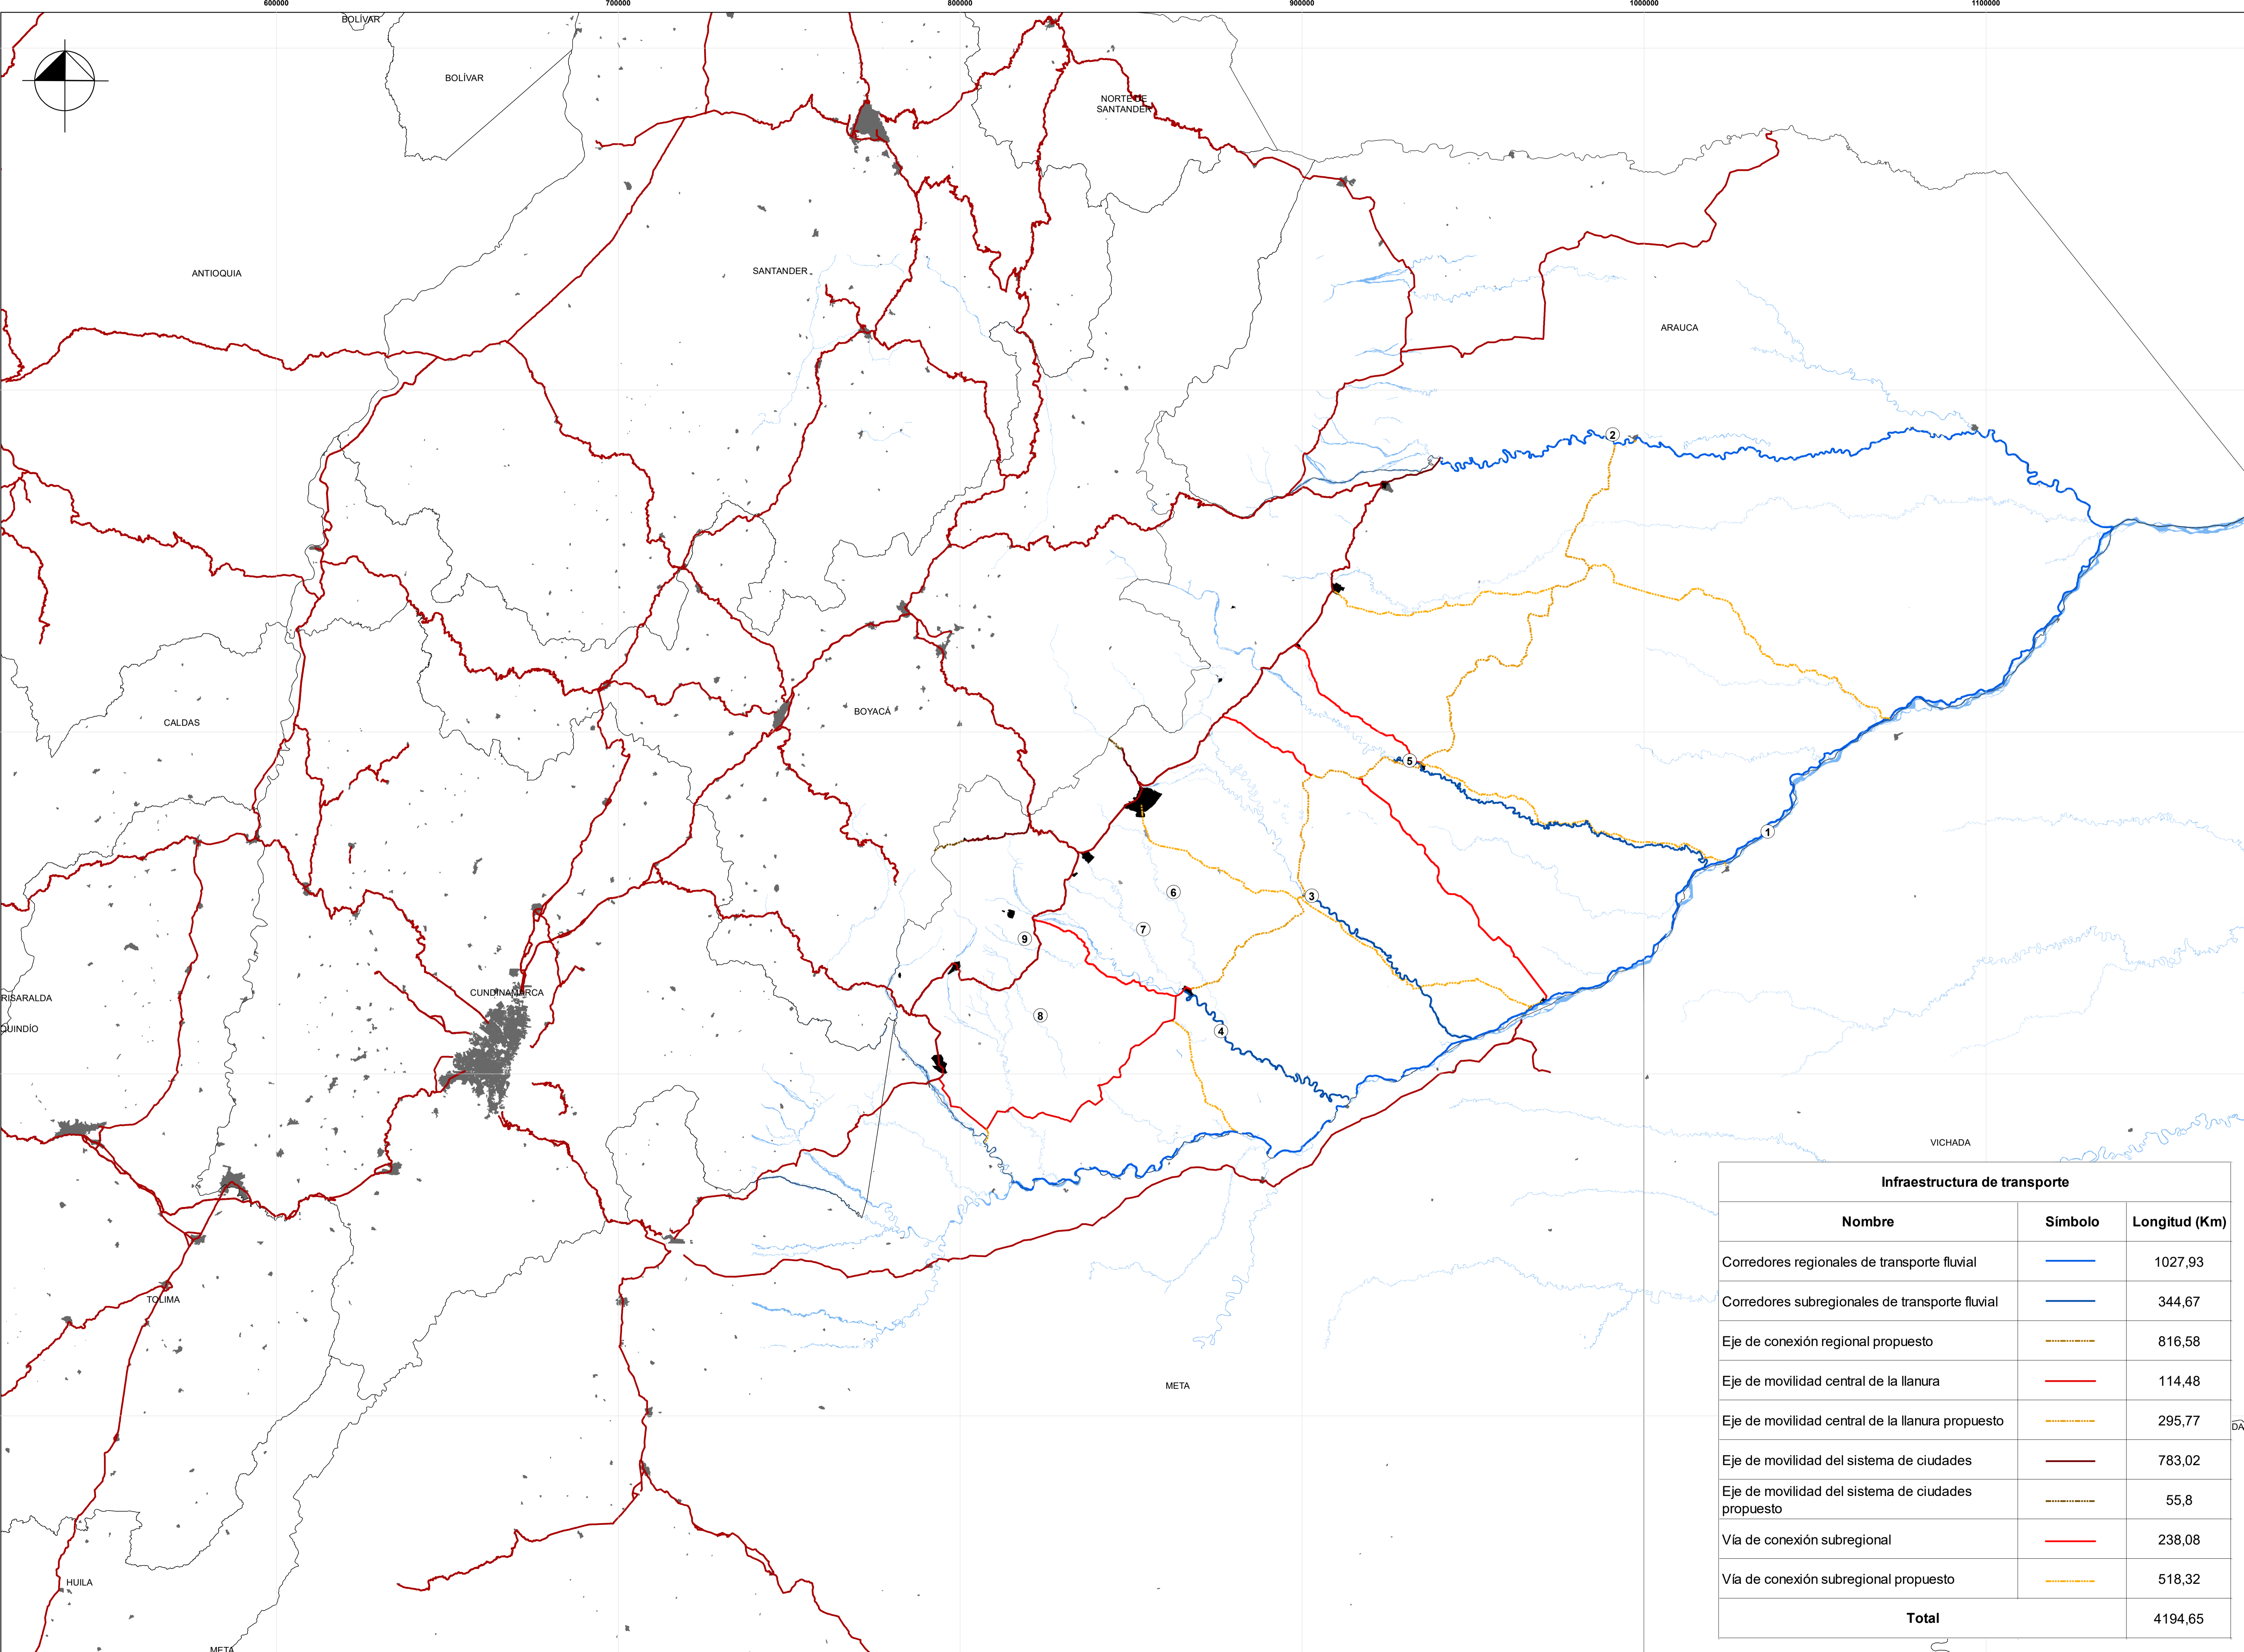 600000
700000
800000
900000
1000000
1100000
BOLÍVAR
BOLÍVAR
NORTE DE
SANTANDER
ANTIOQUIA
SANTANDER
ARAUCA
2
BOYACÁ
CALDAS
5
1
6
3
7
9
RISARALDA
CUNDINAMARCA
8
QUINDÍO
4
VICHADA
TOLIMA
META
HUILA
META
DA
Infraestructura de transporte
Nombre Símbolo Longitud (Km)
Corredores regionales de transporte fluvial 1027,93
Corredores subregionales de transporte fluvial 344,67
Eje de conexión regional propuesto 816,58
Eje de movilidad central de la llanura 114,48
Eje de movilidad central de la llanura propuesto 295,77
Eje de movilidad del sistema de ciudades 783,02
Eje de movilidad del sistema de ciudades
propuesto 55,8
Vía de conexión subregional 238,08
Vía de conexión subregional propuesto 518,32
Total 4194,65